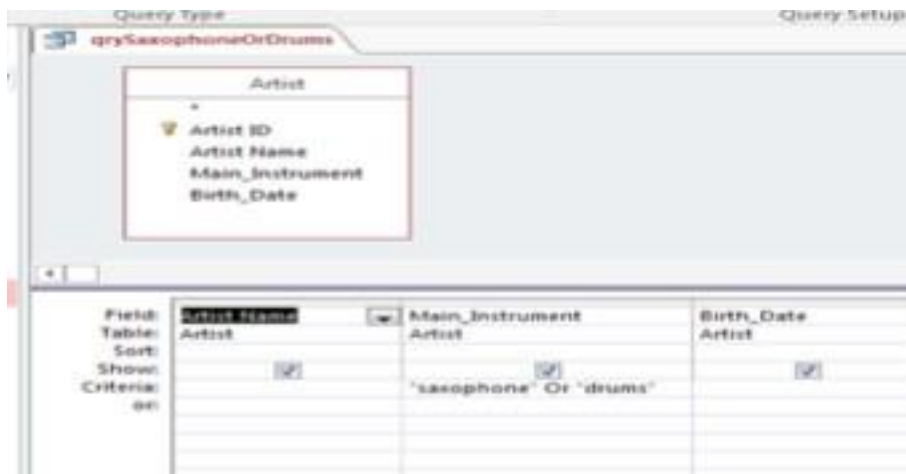 Query Type Query Setup
qrySaxophoneOrDrums
Artist
*
Artist ID
Artist Name
Main_Instrument
Birth_Date
Field: Artist Name Main_Instrument Birth_Date
Table: Artist Artist Artist
Sort:
Show:
Criteria: "saxophone" Or "drums"
or: